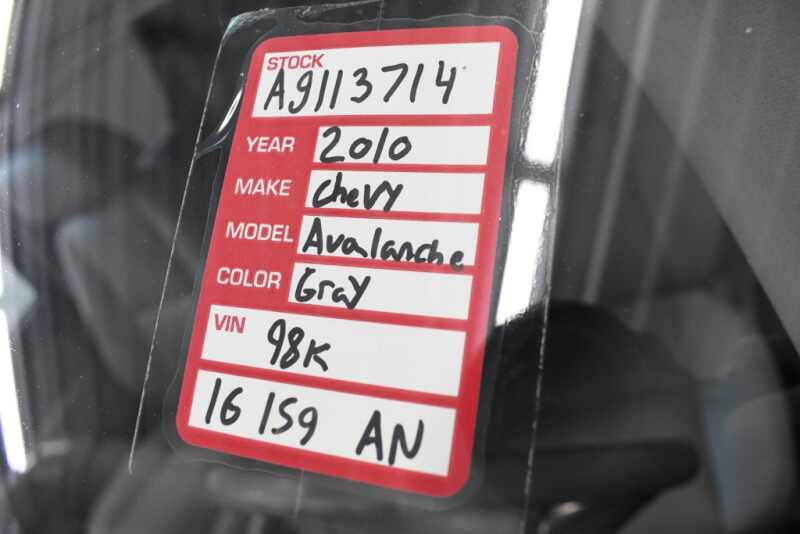 STOCK
A9113714
YEAR 2010
MAKE Chevy
MODEL Avalanche
COLOR Gray
VIN 98K
16 159 AN